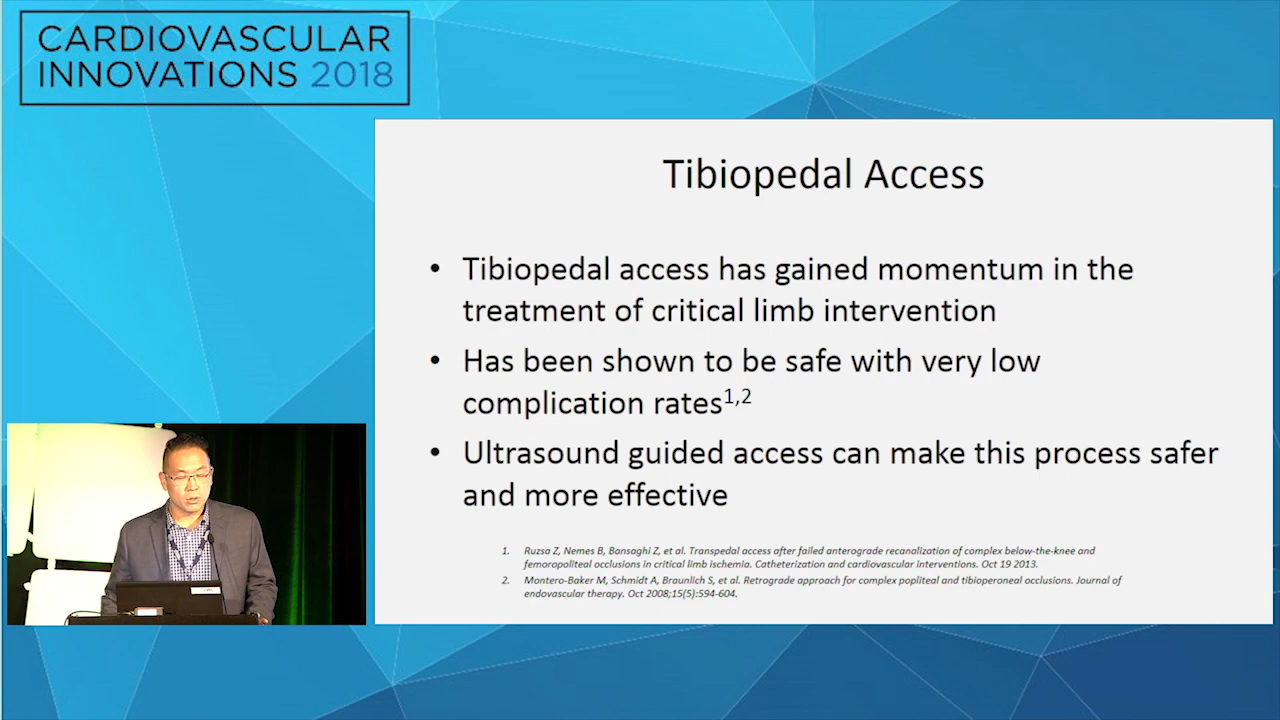 CARDIOVASCULAR
INNOVATIONS 2018
Tibiopedal Access
• Tibiopedal access has gained momentum in the
treatment of critical limb intervention
• Has been shown to be safe with very low
complication rates1,2
• Ultrasound guided access can make this process safer
and more effective
1. Ruzsa Z, Nemes B, Bansaghi Z, et al. Transpedal access after failed anterograde recanalization of complex below-the-knee and
femoropoliteal occlusions in critical limb ischemia. Catheterization and cardiovascular interventions. Oct 19 2013.
2. Montero-Baker M, Schmidt A, Braunlich S, et al. Retrograde approach for complex popliteal and tibioperoneal occlusions. Journal of
endovascular therapy. Oct 2008;15(5):594-604.